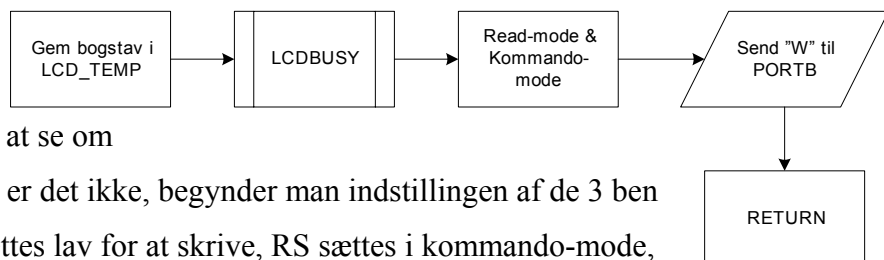 Gem bogstav i
LCD_TEMP
LCDBUSY
Read-mode &
Kommando-
mode
Send ”W” til
PORTB
RETURN
at se om
er det ikke, begynder man indstillingen af de 3 ben
ttes lav for at skrive, RS sættes i kommando-mode,